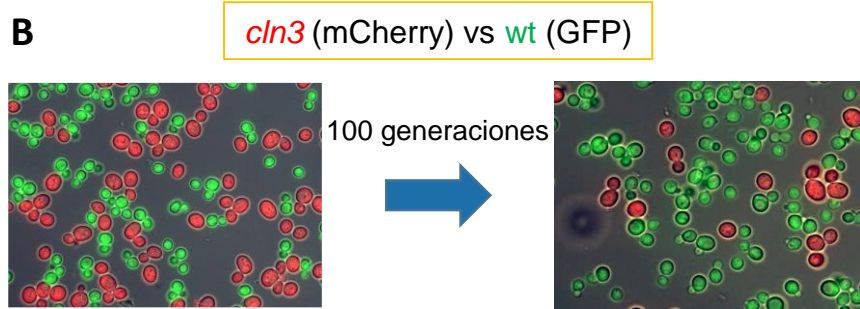 B
cln3 (mCherry) vs wt (GFP)
100 generaciones